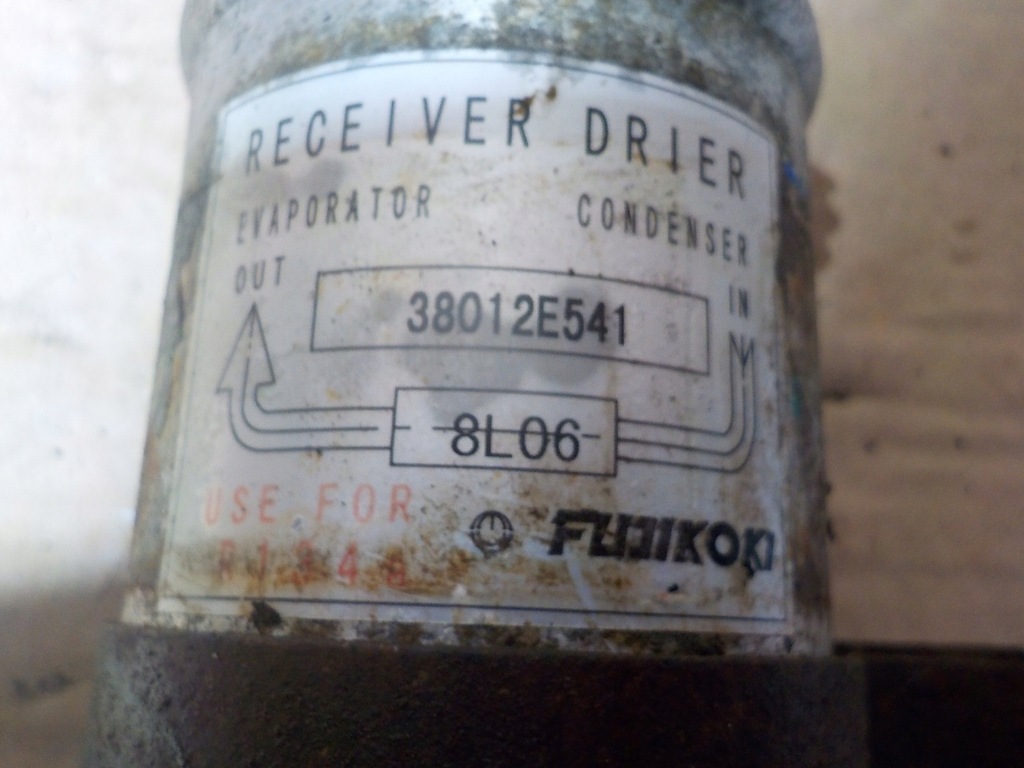 RECEIVER DRIER
EVAPORATOR CONDENSER
OUT IN
38012E541
8L06
USE FOR
R134a
FUJIKOKI